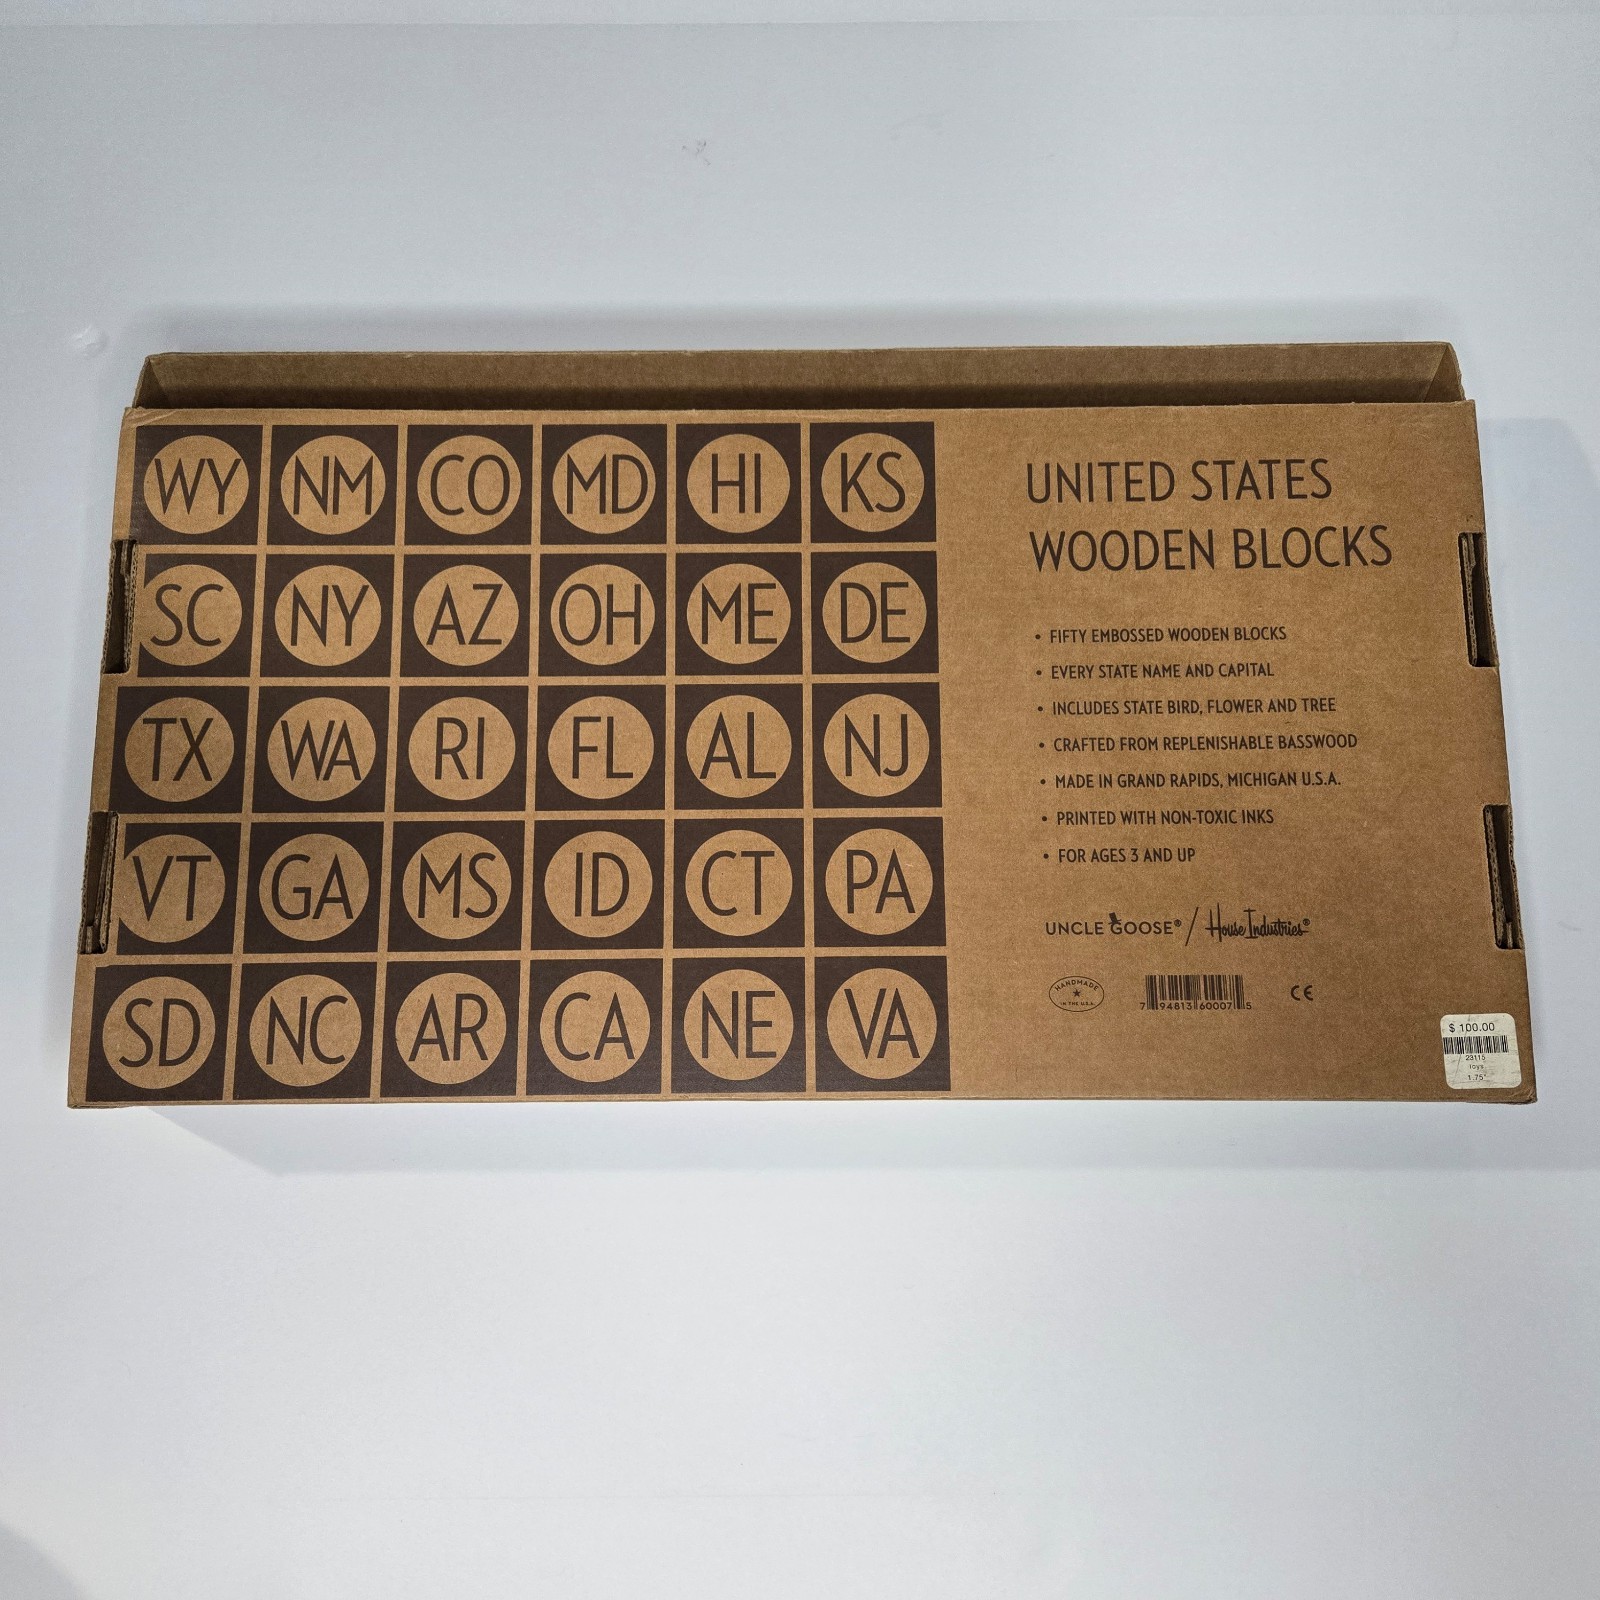 WY NM CO MD HI KS
SC NY AZ OH ME DE
TX WA RI FL AL NJ
VT GA MS ID CT PA
SD NC AR CA NE VA
UNITED STATES
WOODEN BLOCKS
• FIFTY EMBOSSED WOODEN BLOCKS
• EVERY STATE NAME AND CAPITAL
• INCLUDES STATE BIRD, FLOWER AND TREE
• CRAFTED FROM REPLENISHABLE BASSWOOD
• MADE IN GRAND RAPIDS, MICHIGAN U.S.A.
• PRINTED WITH NON-TOXIC INKS
• FOR AGES 3 AND UP
UNCLE GOOSE® / House Industries®
HANDMADE
IN THE U.S.A.
7 94813 60007 5
CE
$ 100.00
23115
Toys
1.75"